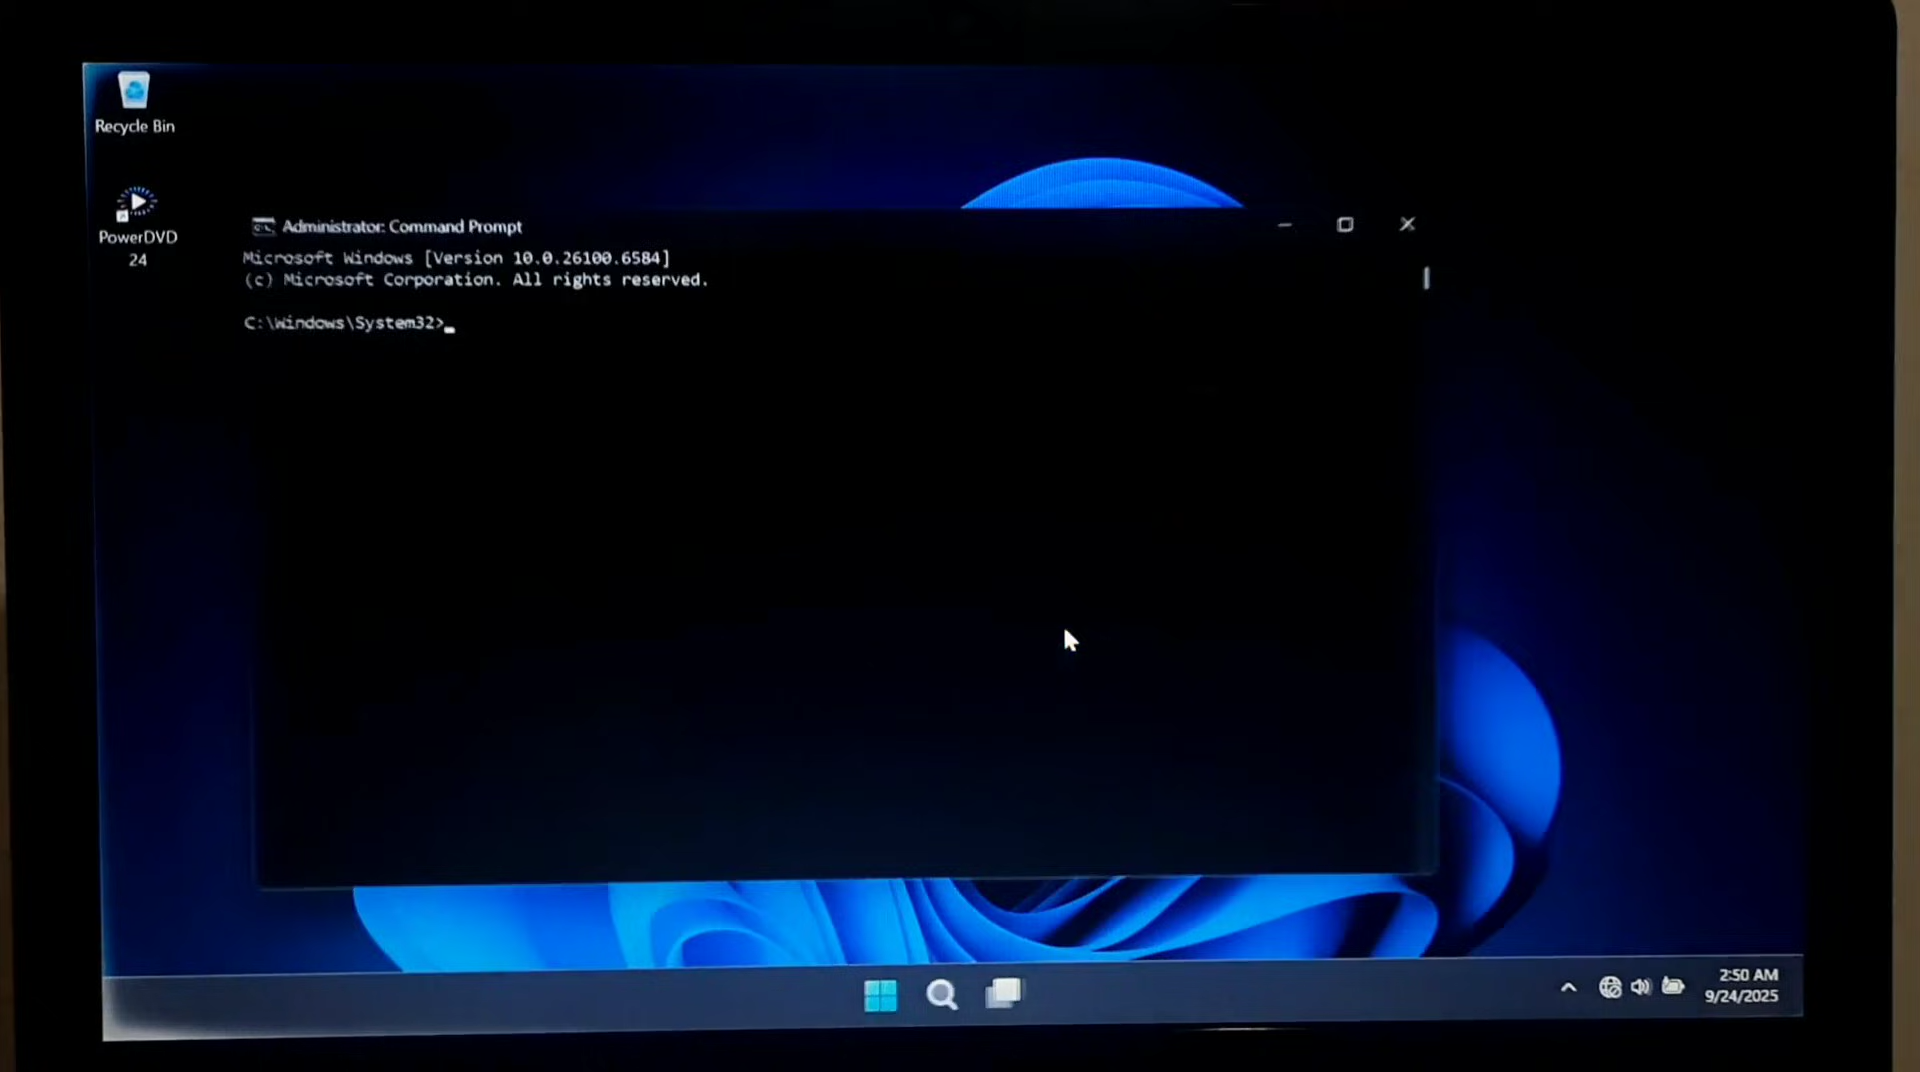 Recycle Bin
PowerDVD
24
Administrator: Command Prompt
Microsoft Windows [Version 10.0.26100.6584]
(c) Microsoft Corporation. All rights reserved.
C:\Windows\System32>
2:50 AM
9/24/2025